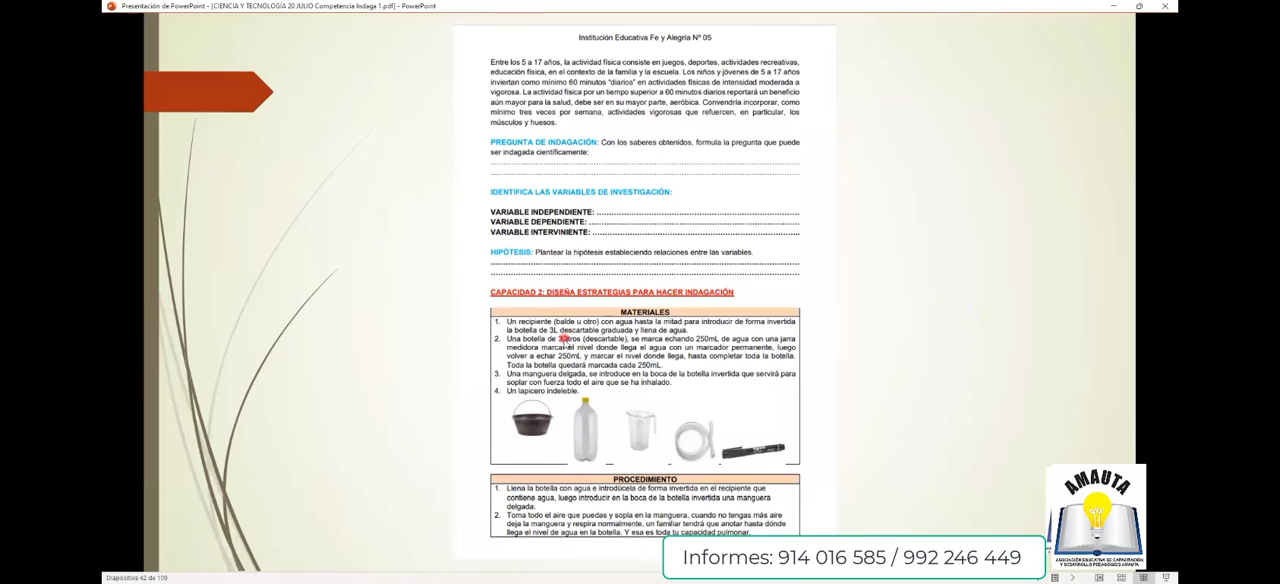 Presentación de PowerPoint - [CIENCIA Y TECNOLOGÍA 20 JULIO Competencia Indaga 1.pdf] - PowerPoint
Institución Educativa Fe y Alegría Nº 05
Entre los 5 a 17 años, la actividad física consiste en juegos, deportes, actividades recreativas,
educación física, en el contexto de la familia y la escuela. Los niños y jóvenes de 5 a 17 años
inviertan como mínimo 60 minutos "diarios" en actividades físicas de intensidad moderada a
vigorosa. La actividad física por un tiempo superior a 60 minutos diarios reportará un beneficio
aún mayor para la salud, debe ser en su mayor parte, aeróbica. Convendría incorporar, como
mínimo tres veces por semana, actividades vigorosas que refuercen, en particular, los
músculos y huesos.
PREGUNTA DE INDAGACIÓN: Con los saberes obtenidos, formula la pregunta que puede
ser indagada científicamente:
IDENTIFICA LAS VARIABLES DE INVESTIGACIÓN:
VARIABLE INDEPENDIENTE:
VARIABLE DEPENDIENTE:
VARIABLE INTERVINIENTE:
HIPÓTESIS: Plantear la hipótesis estableciendo relaciones entre las variables.
CAPACIDAD 2: DISEÑA ESTRATEGIAS PARA HACER INDAGACIÓN
MATERIALES
1. Un recipiente (balde u otro) con agua hasta la mitad para introducir de forma invertida
la botella de 3L descartable graduada y llena de agua.
2. Una botella de (descartable), se marca echando 250mL de agua con una jarra
medidora marca el nivel donde llega el agua con un marcador permanente, luego
volver a echar 250mL y marcar el nivel donde llega, hasta completar toda la botella.
Toda la botella quedará marcada cada 250mL.
3. Una manguera delgada, se introduce en la boca de la botella invertida que servirá para
soplar con fuerza todo el aire que se ha inhalado.
4. Un lapicero indeleble.
PROCEDIMIENTO
1. Llena la botella con agua e introdúcela de forma invertida en el recipiente que
contiene agua, luego introducir en la boca de la botella invertida una manguera
delgada.
2. Toma todo el aire que puedas y sopla en la manguera, cuando no tengas más aire
deja la manguera y respira normalmente, un familiar tendrá que anotar hasta dónde
llega el nivel de agua en la botella. Y esa es toda tu capacidad pulmonar.
AMAUTA
ASOCIACIÓN EDUCATIVA DE CAPACITACIÓN
Y DESARROLLO PEDAGÓGICO AMAUTA
Informes: 914 016 585 / 992 246 449
Diapositiva 42 de 109